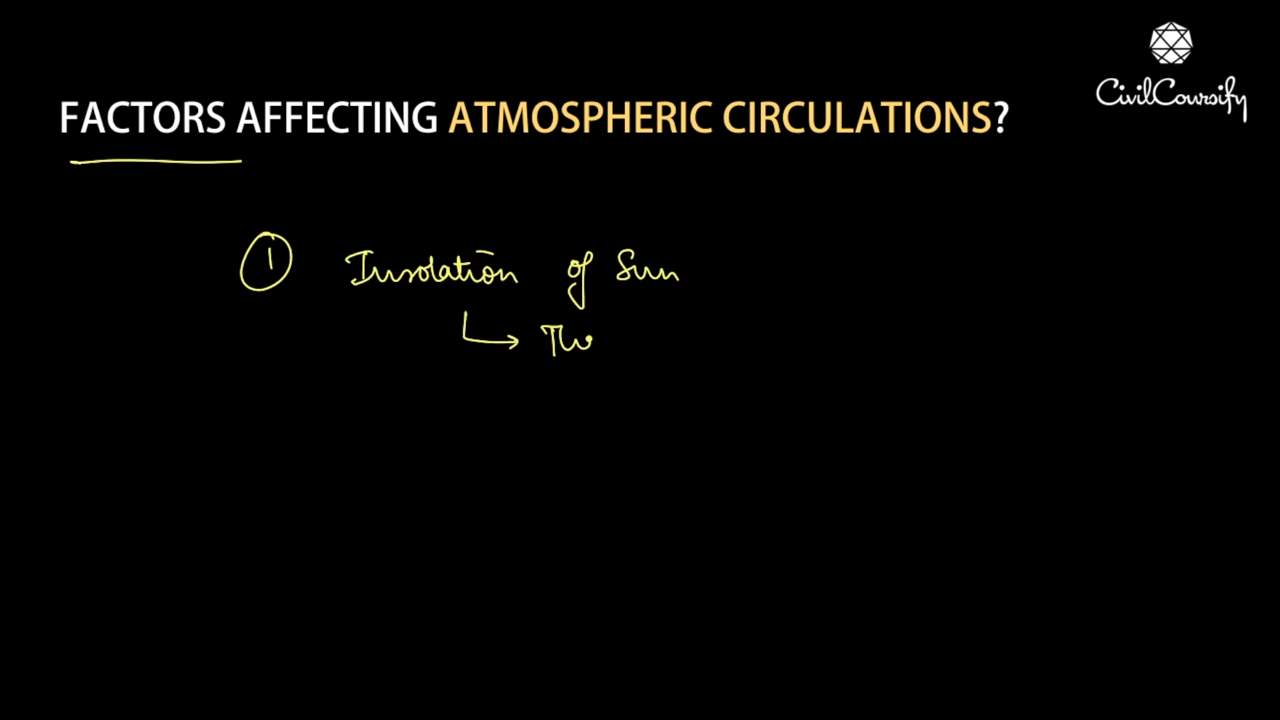 CivilCoursify
FACTORS AFFECTING ATMOSPHERIC CIRCULATIONS?
1 Insolation of Sun